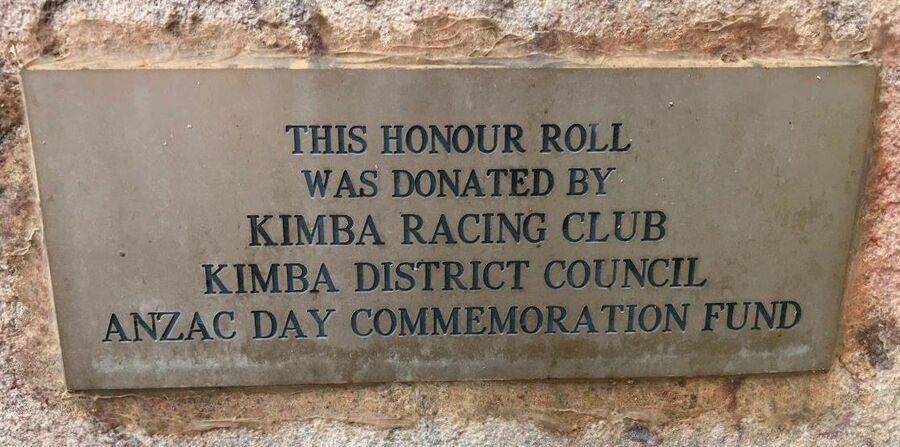 THIS HONOUR ROLL
WAS DONATED BY
KIMBA RACING CLUB
KIMBA DISTRICT COUNCIL
ANZAC DAY COMMEMORATION FUND